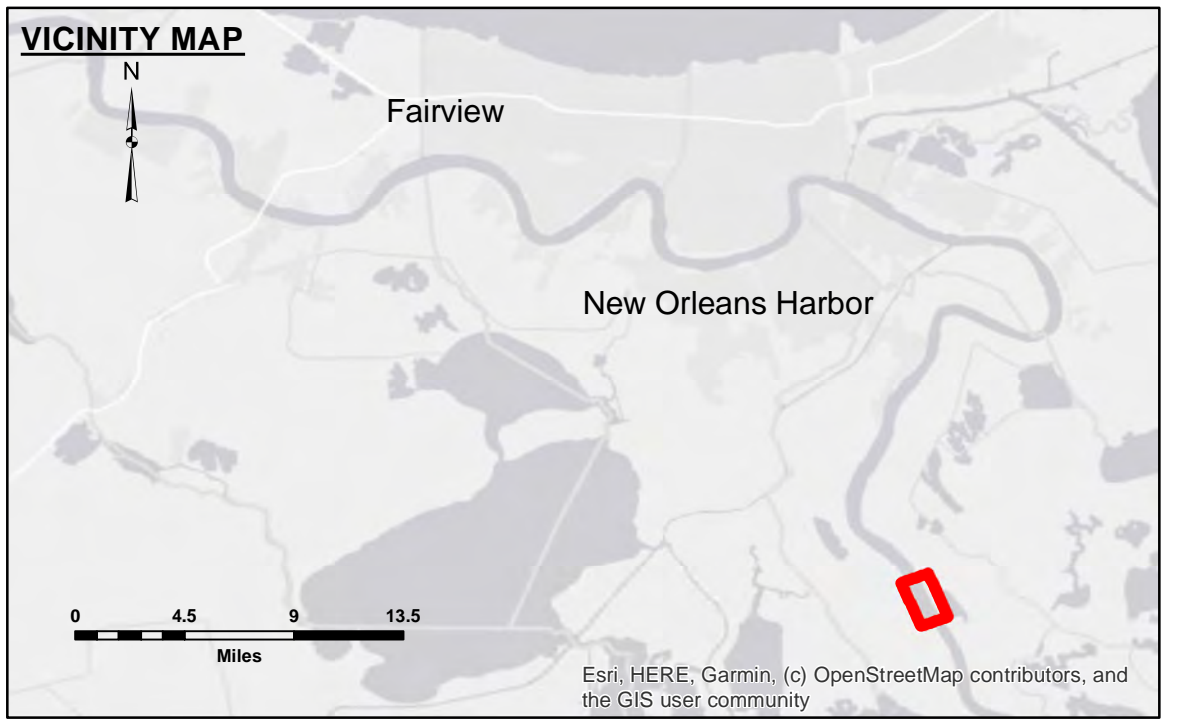 VICINITY MAP
N
Fairview
New Orleans Harbor
0 4.5 9 13.5
Miles
Esri, HERE, Garmin, (c) OpenStreetMap contributors, and
the GIS user community